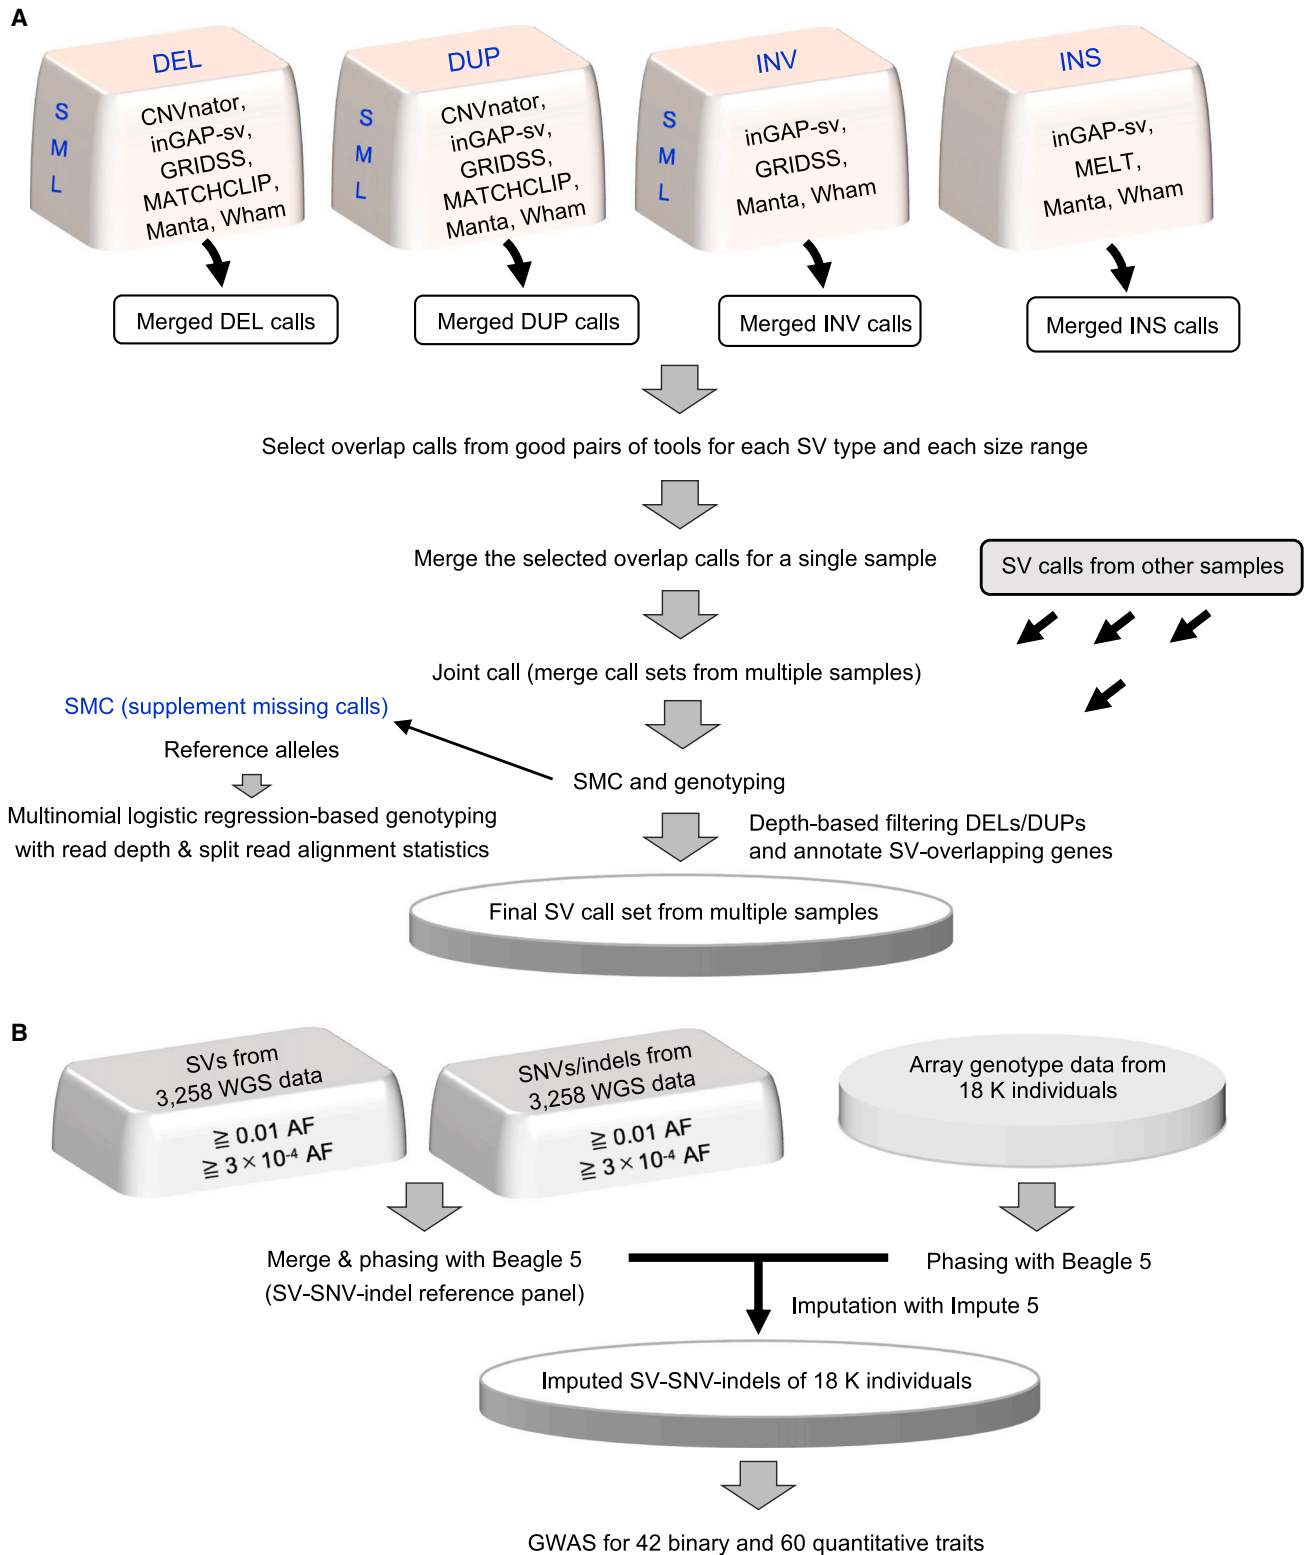 A
DEL
S
M
L
CNVnator,
inGAP-sv,
GRIDSS,
MATCHCLIP,
Manta, Wham
DUP
S
M
L
CNVnator,
inGAP-sv,
GRIDSS,
MATCHCLIP,
Manta, Wham
INV
S
M
L
inGAP-sv,
GRIDSS,
Manta, Wham
INS
inGAP-sv,
MELT,
Manta, Wham
Merged DEL calls
Merged DUP calls
Merged INV calls
Merged INS calls
Select overlap calls from good pairs of tools for each SV type and each size range
Merge the selected overlap calls for a single sample
SV calls from other samples
Joint call (merge call sets from multiple samples)
SMC (supplement missing calls)
Reference alleles
Multinomial logistic regression-based genotyping
with read depth & split read alignment statistics
SMC and genotyping
Depth-based filtering DELs/DUPs
and annotate SV-overlapping genes
Final SV call set from multiple samples
B
SVs from
3,258 WGS data
≧ 0.01 AF
≧ 3 × 10⁻⁴ AF
SNVs/indels from
3,258 WGS data
≧ 0.01 AF
≧ 3 × 10⁻⁴ AF
Array genotype data from
18 K individuals
Merge & phasing with Beagle 5
(SV-SNV-indel reference panel)
Phasing with Beagle 5
Imputation with Impute 5
Imputed SV-SNV-indels of 18 K individuals
GWAS for 42 binary and 60 quantitative traits